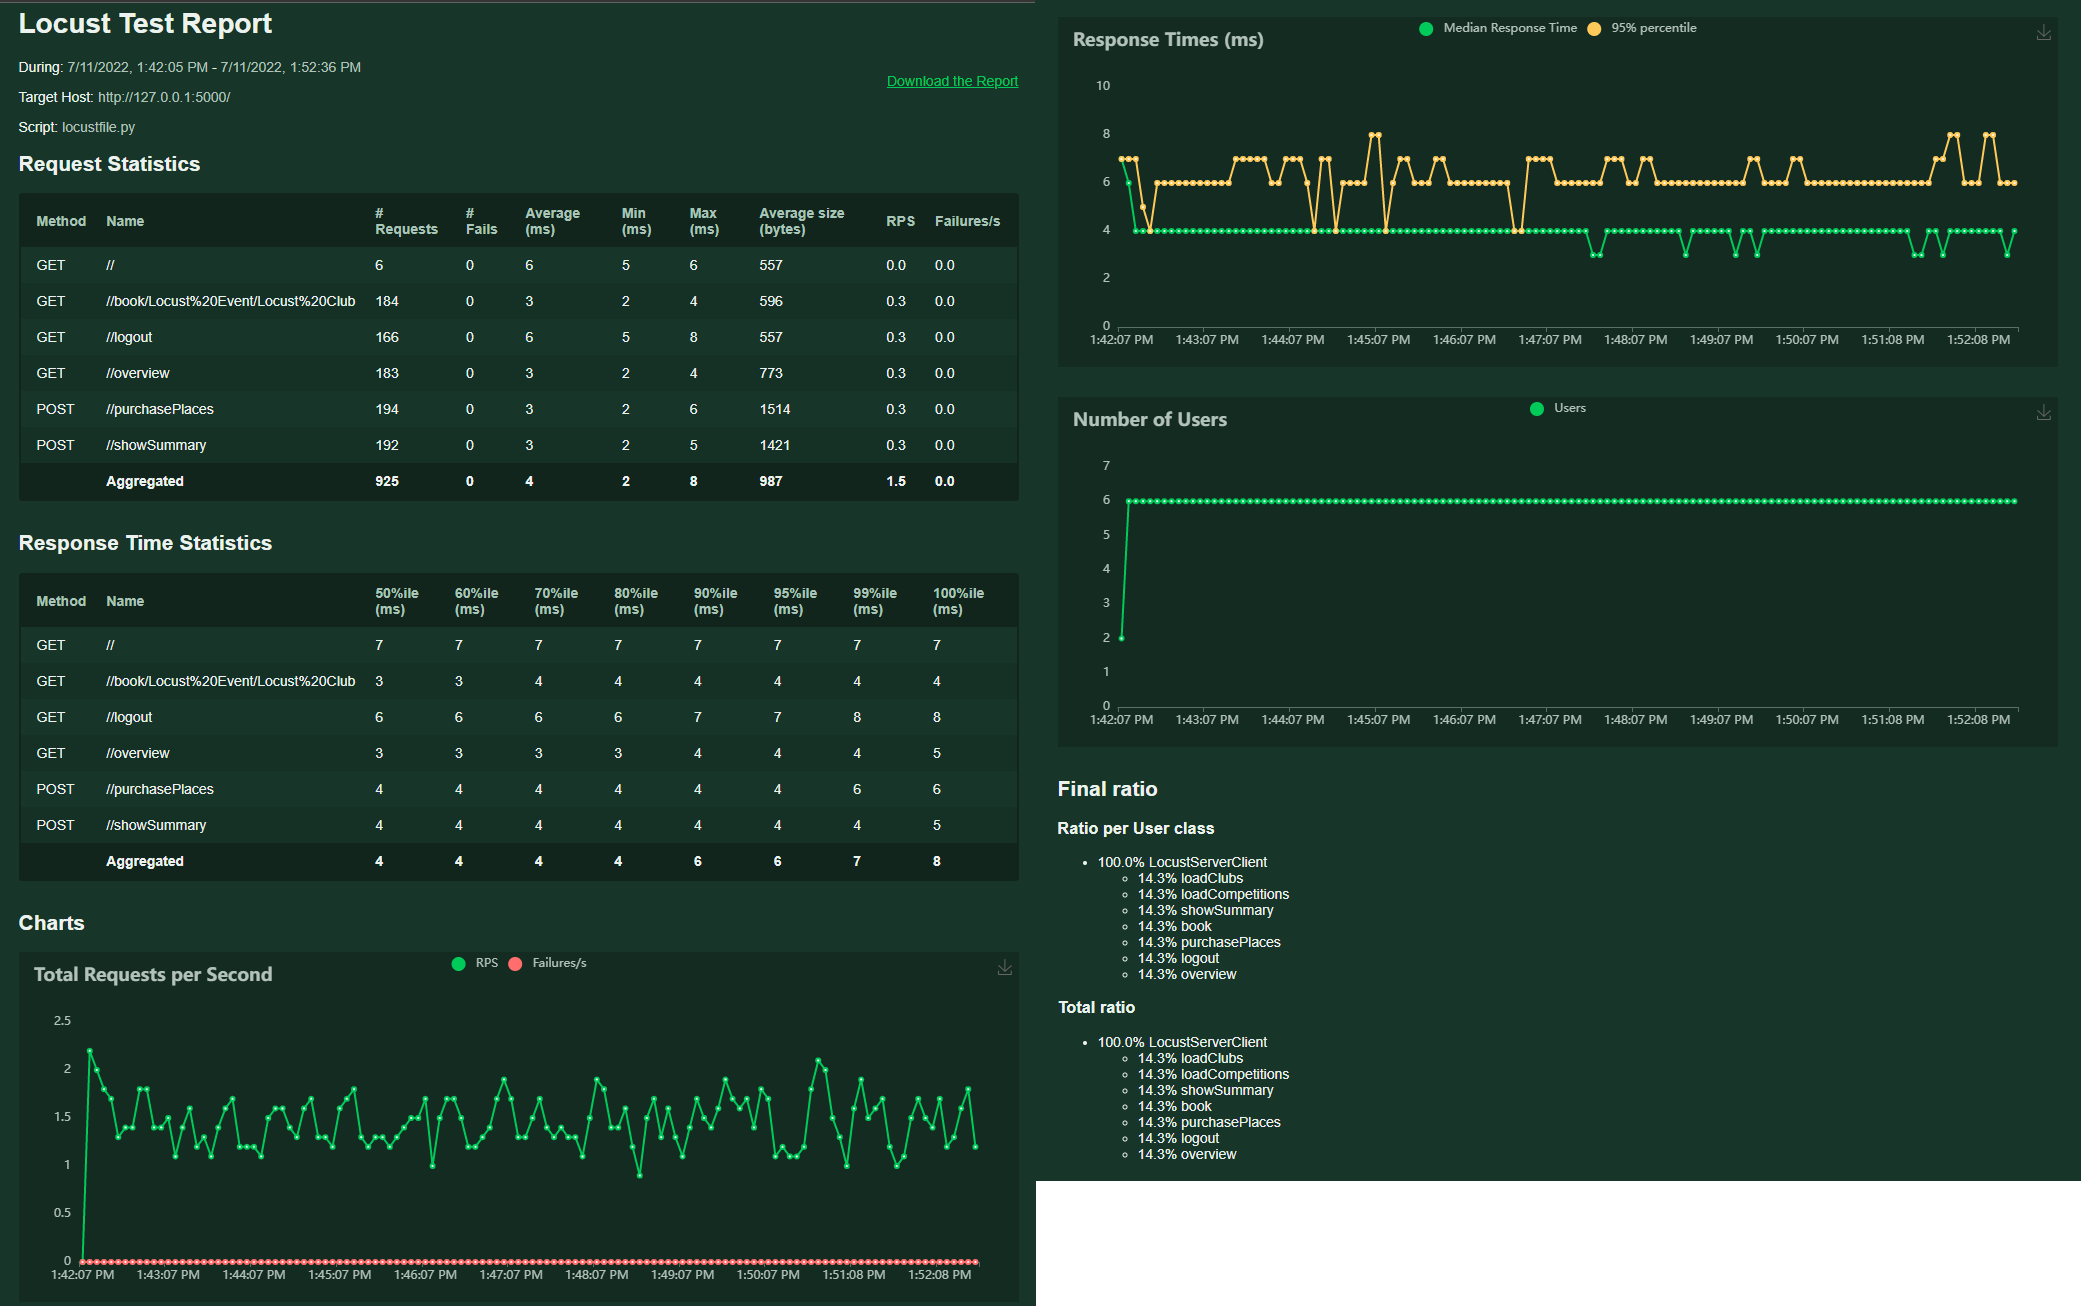 Locust Test Report
During: 7/11/2022, 1:42:05 PM - 7/11/2022, 1:52:36 PM
Download the Report
Target Host: http://127.0.0.1:5000/
Script: locustfile.py
Request Statistics
Method Name # Requests # Fails Average (ms) Min (ms) Max (ms) Average size (bytes) RPS Failures/s
GET // 6 0 6 5 6 557 0.0 0.0
GET //book/Locust%20Event/Locust%20Club 184 0 3 2 4 596 0.3 0.0
GET //logout 166 0 6 5 8 557 0.3 0.0
GET //overview 183 0 3 2 4 773 0.3 0.0
POST //purchasePlaces 194 0 3 2 6 1514 0.3 0.0
POST //showSummary 192 0 3 2 5 1421 0.3 0.0
Aggregated 925 0 4 2 8 987 1.5 0.0
Response Time Statistics
Method Name 50%ile (ms) 60%ile (ms) 70%ile (ms) 80%ile (ms) 90%ile (ms) 95%ile (ms) 99%ile (ms) 100%ile (ms)
GET // 7 7 7 7 7 7 7 7
GET //book/Locust%20Event/Locust%20Club 3 3 4 4 4 4 4 4
GET //logout 6 6 6 6 7 7 8 8
GET //overview 3 3 3 3 4 4 4 5
POST //purchasePlaces 4 4 4 4 4 4 6 6
POST //showSummary 4 4 4 4 4 4 4 5
Aggregated 4 4 4 4 6 6 7 8
Charts
Total Requests per Second
RPS Failures/s
2.5
2
1.5
1
0.5
0
1:42:07 PM 1:43:07 PM 1:44:07 PM 1:45:07 PM 1:46:07 PM 1:47:07 PM 1:48:07 PM 1:49:07 PM 1:50:07 PM 1:51:08 PM 1:52:08 PM
Response Times (ms)
Median Response Time 95% percentile
10
8
6
4
2
0
1:42:07 PM 1:43:07 PM 1:44:07 PM 1:45:07 PM 1:46:07 PM 1:47:07 PM 1:48:07 PM 1:49:07 PM 1:50:07 PM 1:51:08 PM 1:52:08 PM
Number of Users
Users
7
6
5
4
3
2
1
0
1:42:07 PM 1:43:07 PM 1:44:07 PM 1:45:07 PM 1:46:07 PM 1:47:07 PM 1:48:07 PM 1:49:07 PM 1:50:07 PM 1:51:08 PM 1:52:08 PM
Final ratio
Ratio per User class
100.0% LocustServerClient
14.3% loadClubs
14.3% loadCompetitions
14.3% showSummary
14.3% book
14.3% purchasePlaces
14.3% logout
14.3% overview
Total ratio
100.0% LocustServerClient
14.3% loadClubs
14.3% loadCompetitions
14.3% showSummary
14.3% book
14.3% purchasePlaces
14.3% logout
14.3% overview